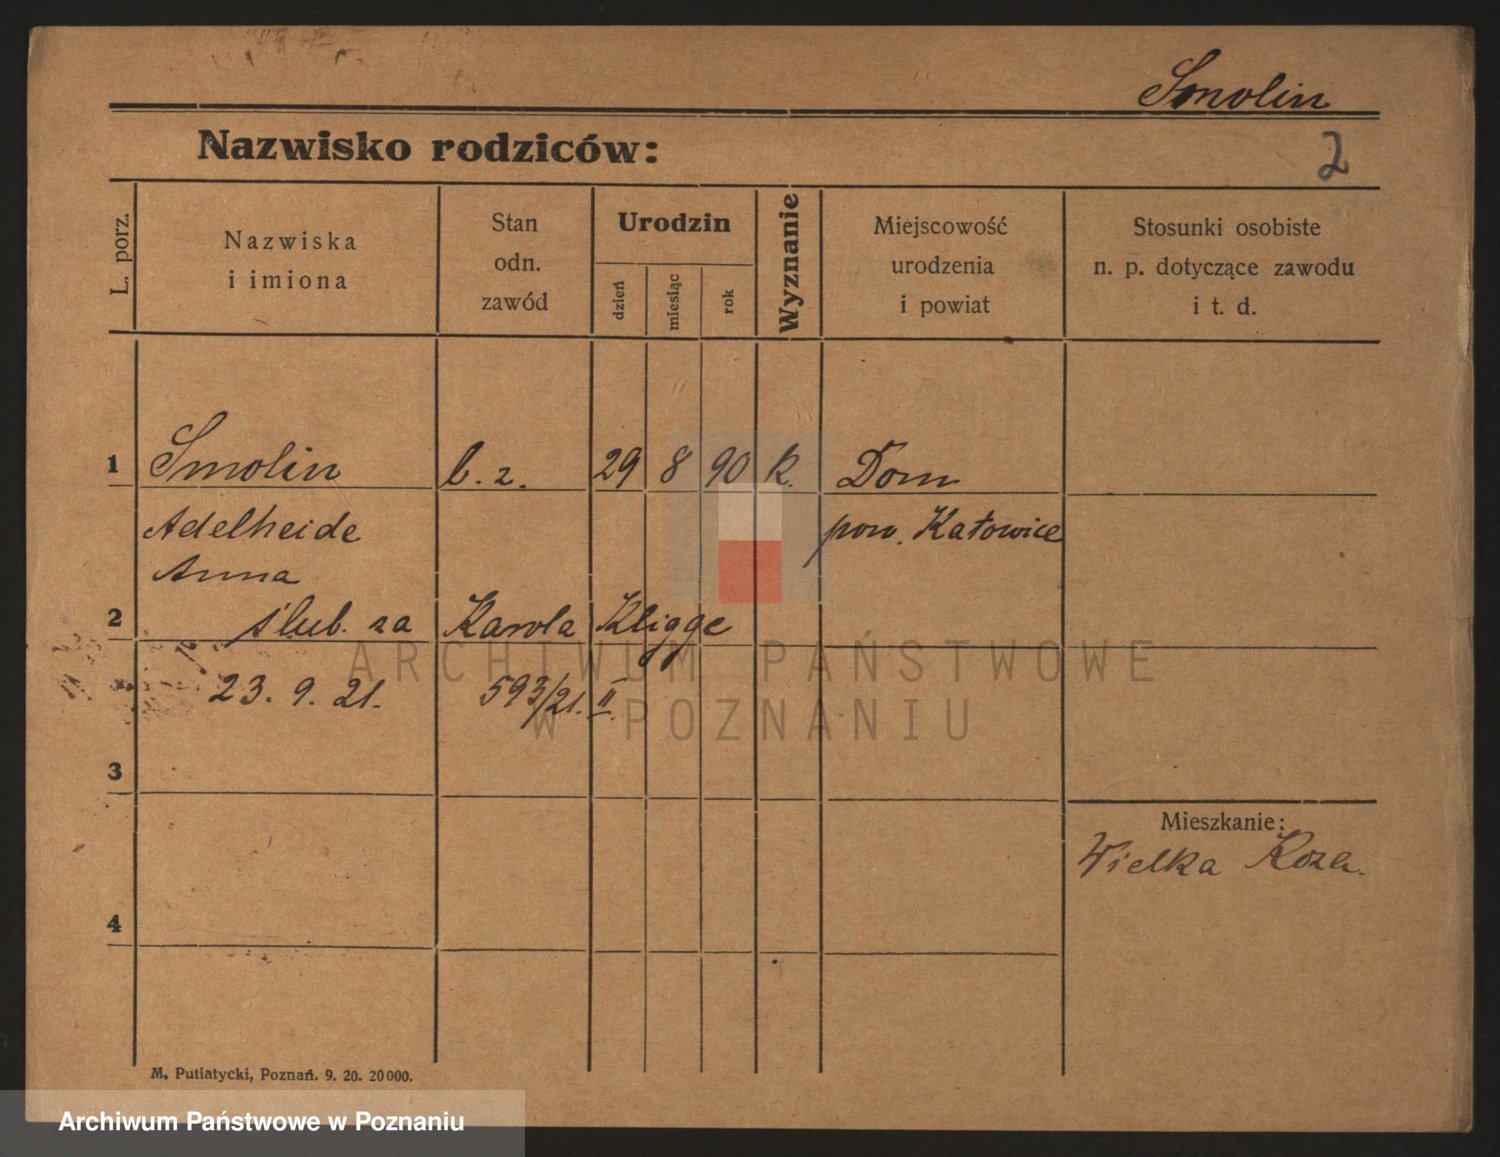 Smolin
Nazwisko rodziców:
2
L. porz.
Nazwiska
i imiona
Stan
odn.
zawód
Urodzin
dzień
miesiąc
rok
Wyznanie
Miejscowość
urodzenia
i powiat
Stosunki osobiste
n. p. dotyczące zawodu
i t. d.
1 Smolin b. z. 29 8 90 k. Dom
Adelheide pow. Katowice
Anna
2 ślub. za Karola Kligge
23. 9. 21. 593/21. II.
3
Mieszkanie:
Wielka Koza.
4
ARCHIWUM PAŃSTWOWE
W POZNANIU
M. Putiatycki, Poznań. 9. 20. 20000.
Archiwum Państwowe w Poznaniu